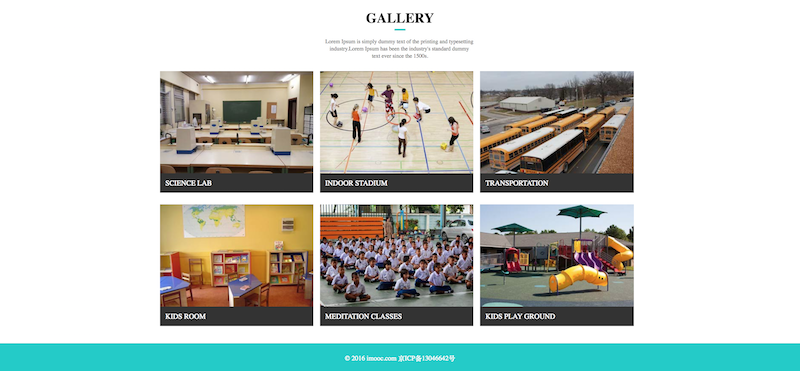 GALLERY
Lorem Ipsum is simply dummy text of the printing and typesetting
industry.Lorem Ipsum has been the industry's standard dummy
text ever since the 1500s.
SCIENCE LAB
INDOOR STADIUM
TRANSPORTATION
KIDS ROOM
MEDITATION CLASSES
KIDS PLAY GROUND
© 2016 imooc.com 京ICP备13046642号